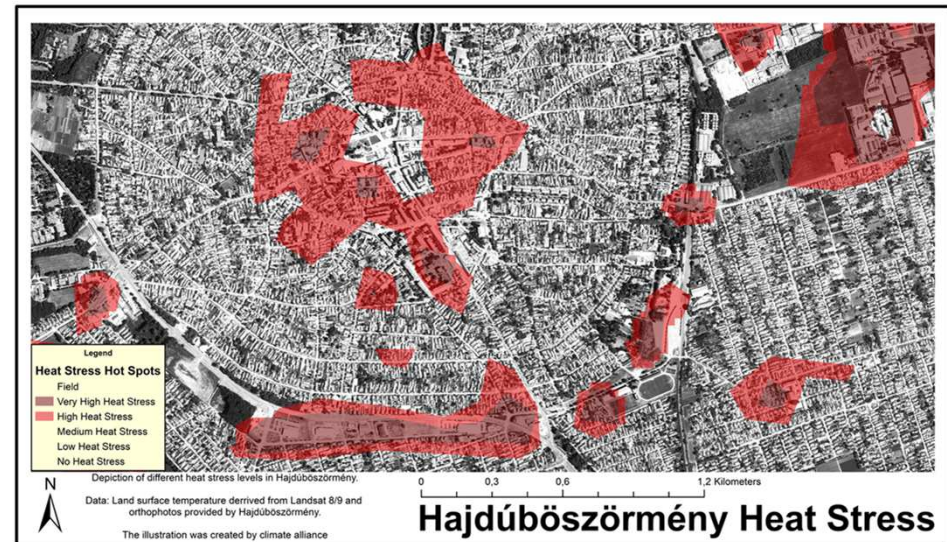 Legend
Heat Stress Hot Spots
Field
Very High Heat Stress
High Heat Stress
Medium Heat Stress
Low Heat Stress
No Heat Stress
N
Depiction of different heat stress levels in Hajdúböszörmény.
Data: Land surface temperature derrived from Landsat 8/9 and
orthophotos provided by Hajdúböszörmény.
The illustration was created by climate alliance
0 0,3 0,6 1,2 Kilometers
Hajdúböszörmény Heat Stress